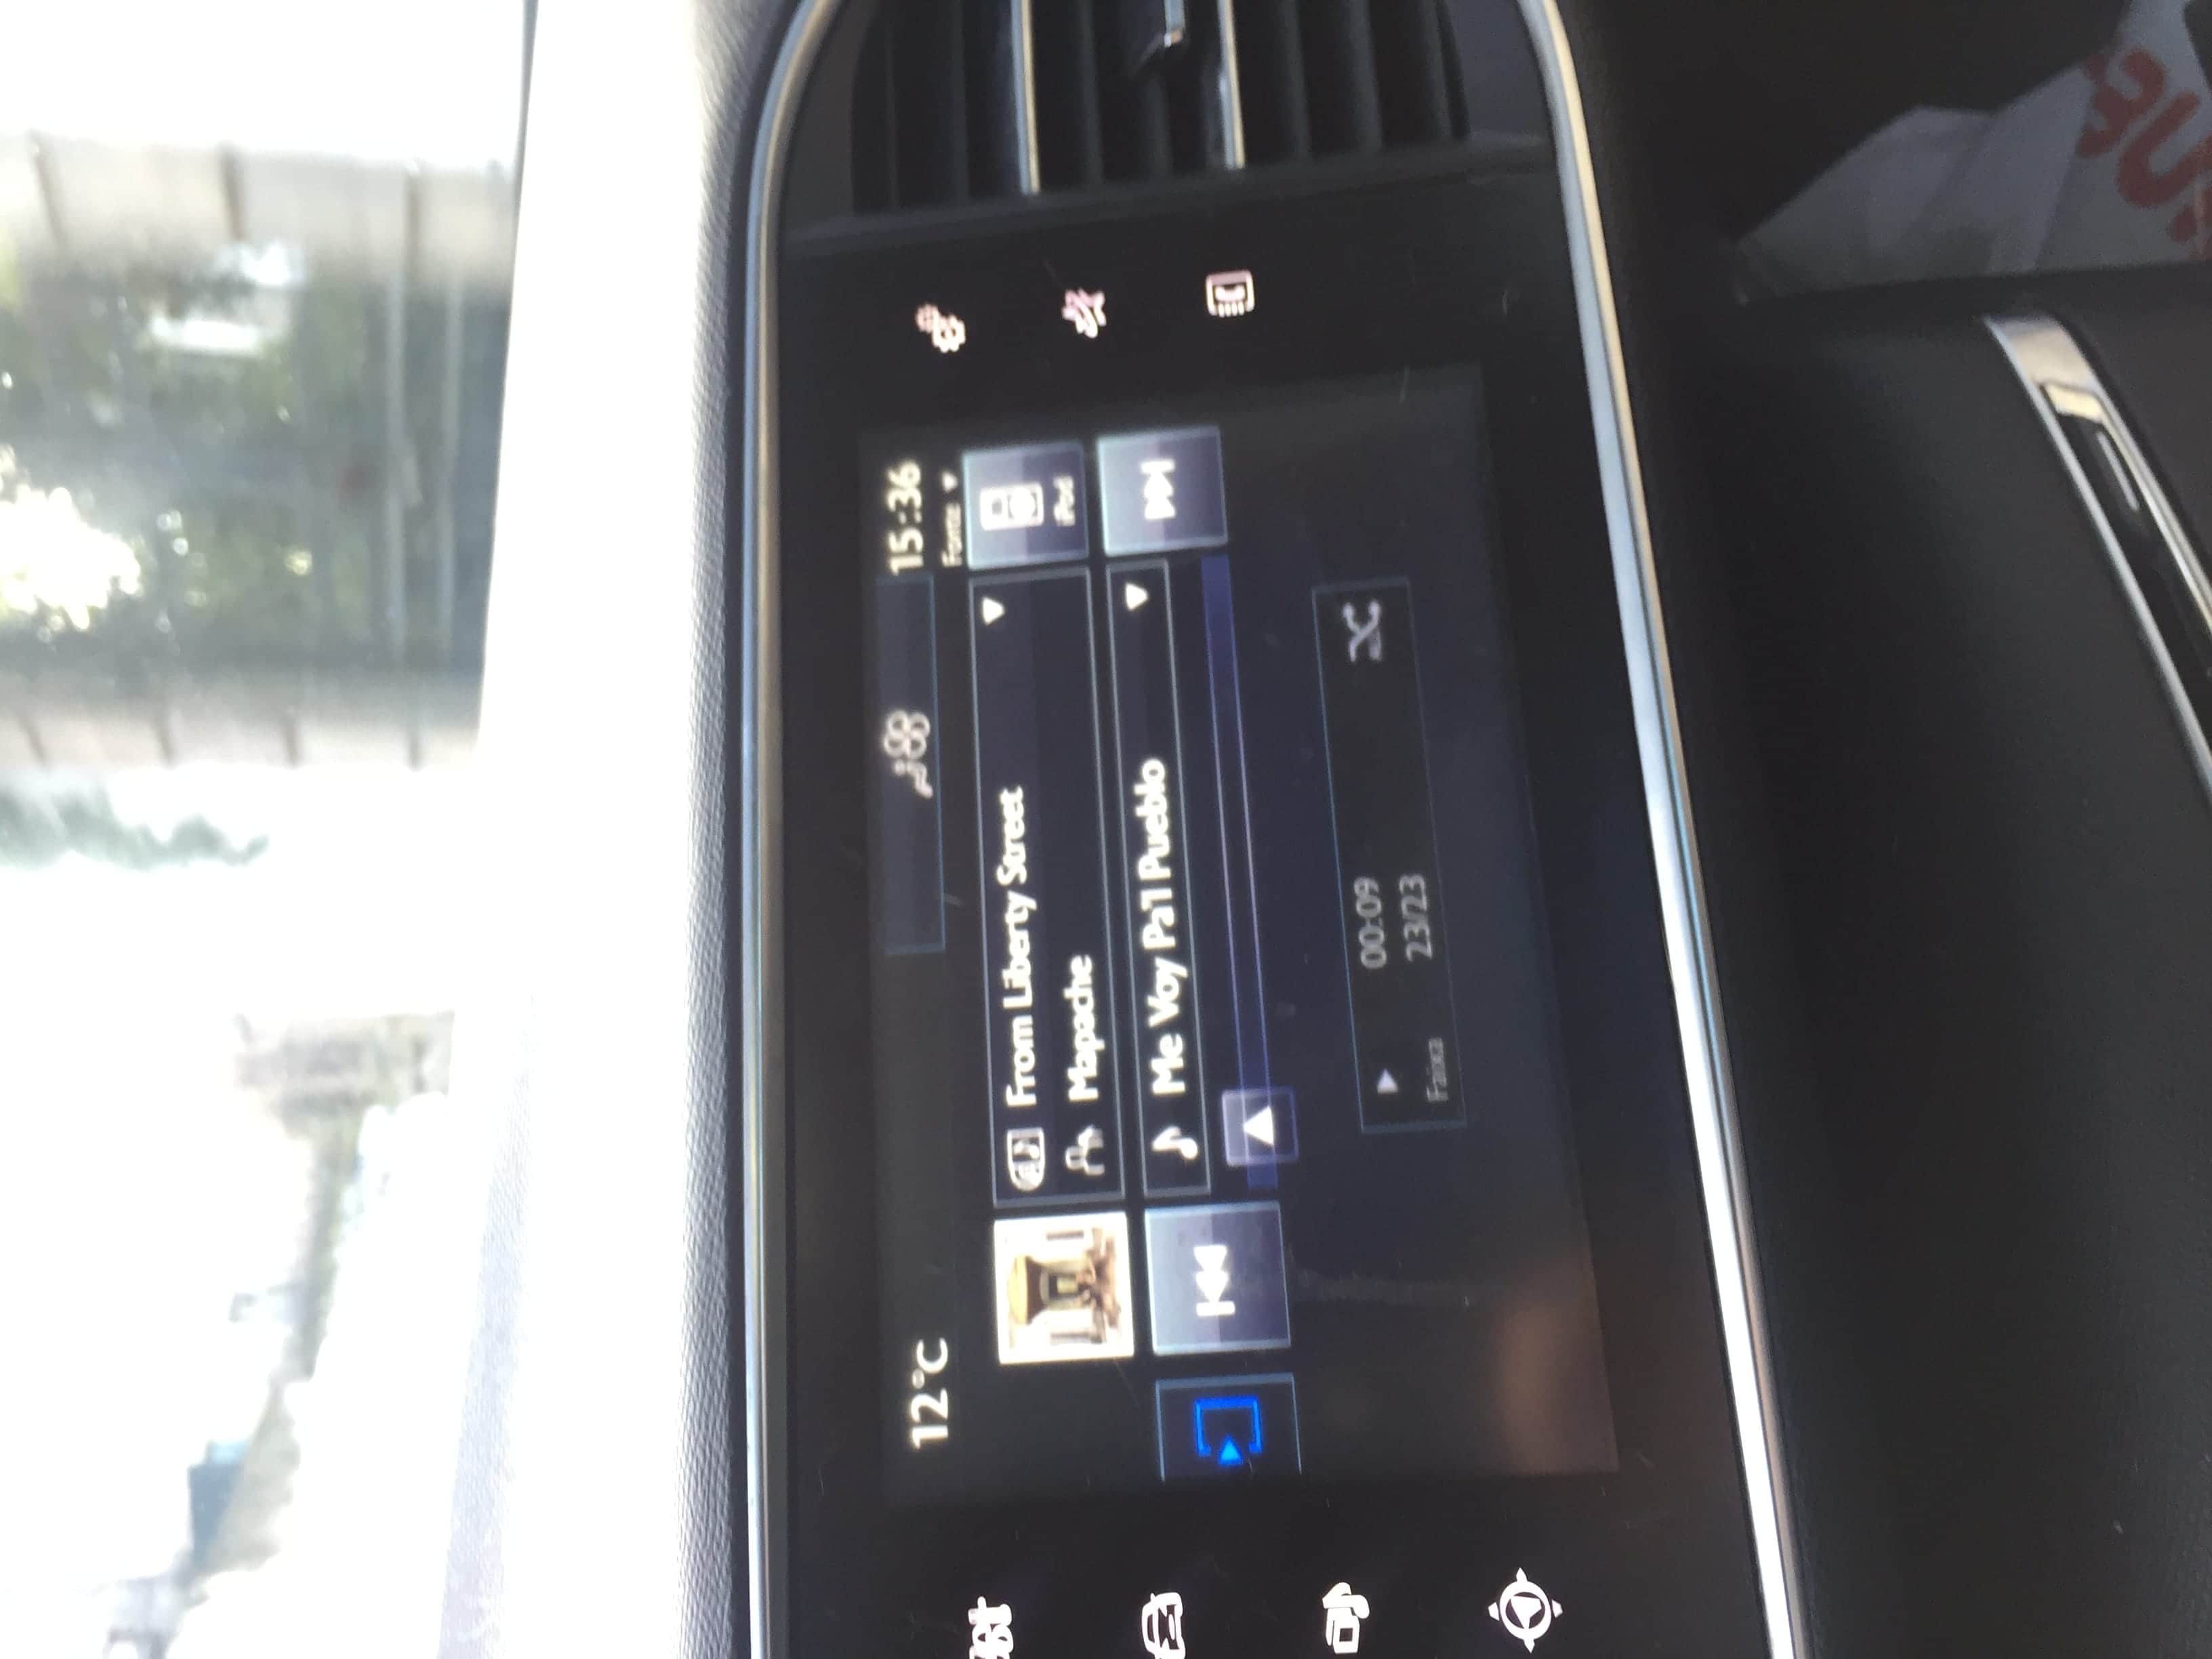 12°C
15:36
Fonte
From Liberty Street
Mapache
iPod
Me Voy Pa'l Pueblo
00:09
Faixa
23/23